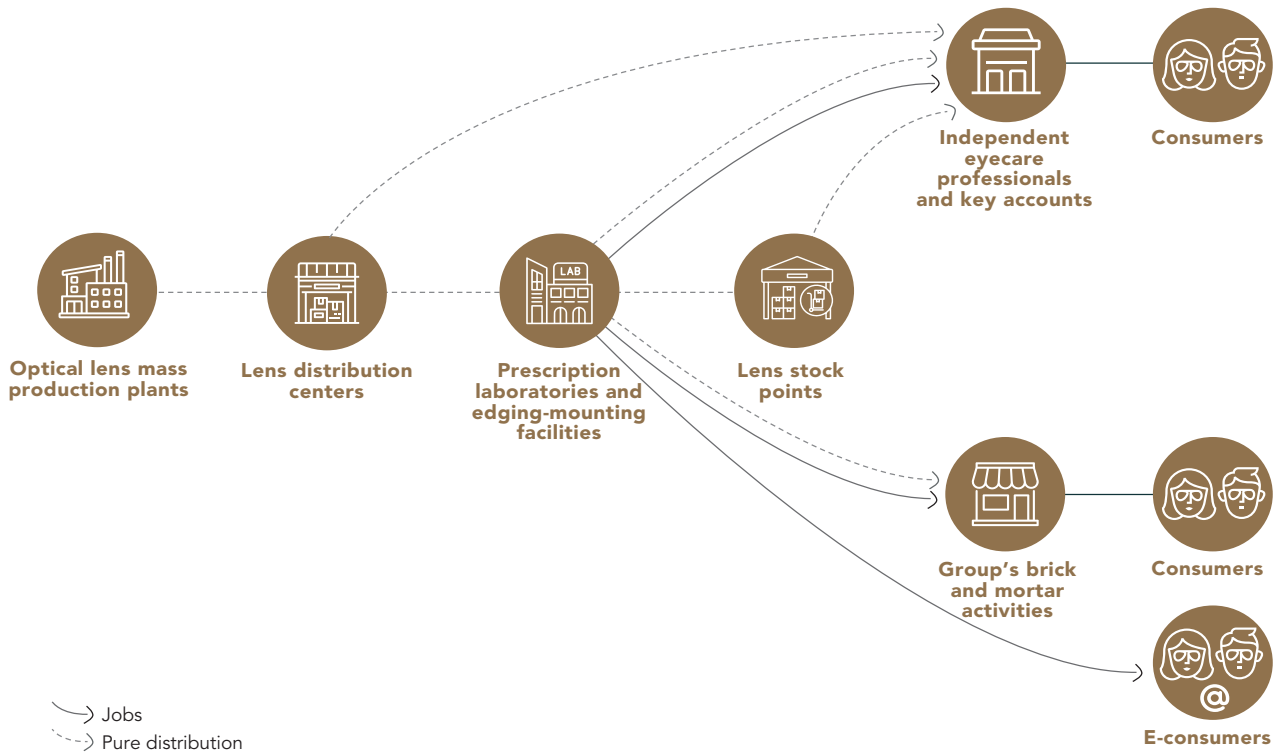 Independent
eyecare
professionals
and key accounts
Consumers
LAB
Optical lens mass
production plants
Lens distribution
centers
Prescription
laboratories and
edging-mounting
facilities
Lens stock
points
Group's brick
and mortar
activities
Consumers
@
E-consumers
Jobs
Pure distribution